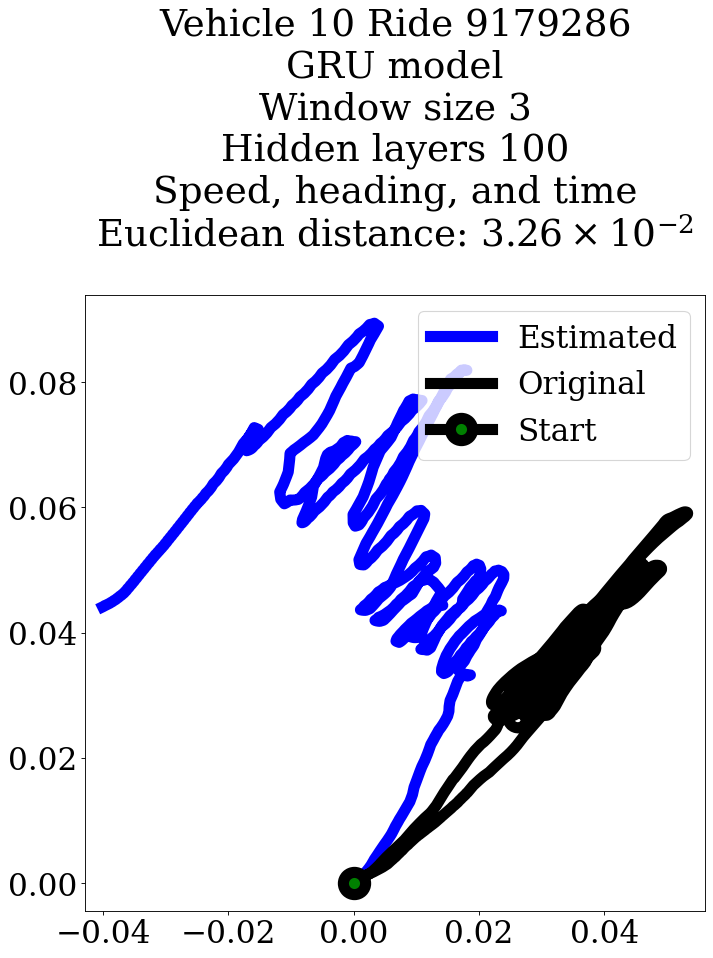 Vehicle 10 Ride 9179286
GRU model
Window size 3
Hidden layers 100
Speed, heading, and time
Euclidean distance: 3.26 × 10⁻²
Estimated
Original
Start
0.08
0.06
0.04
0.02
0.00
−0.04 −0.02 0.00 0.02 0.04